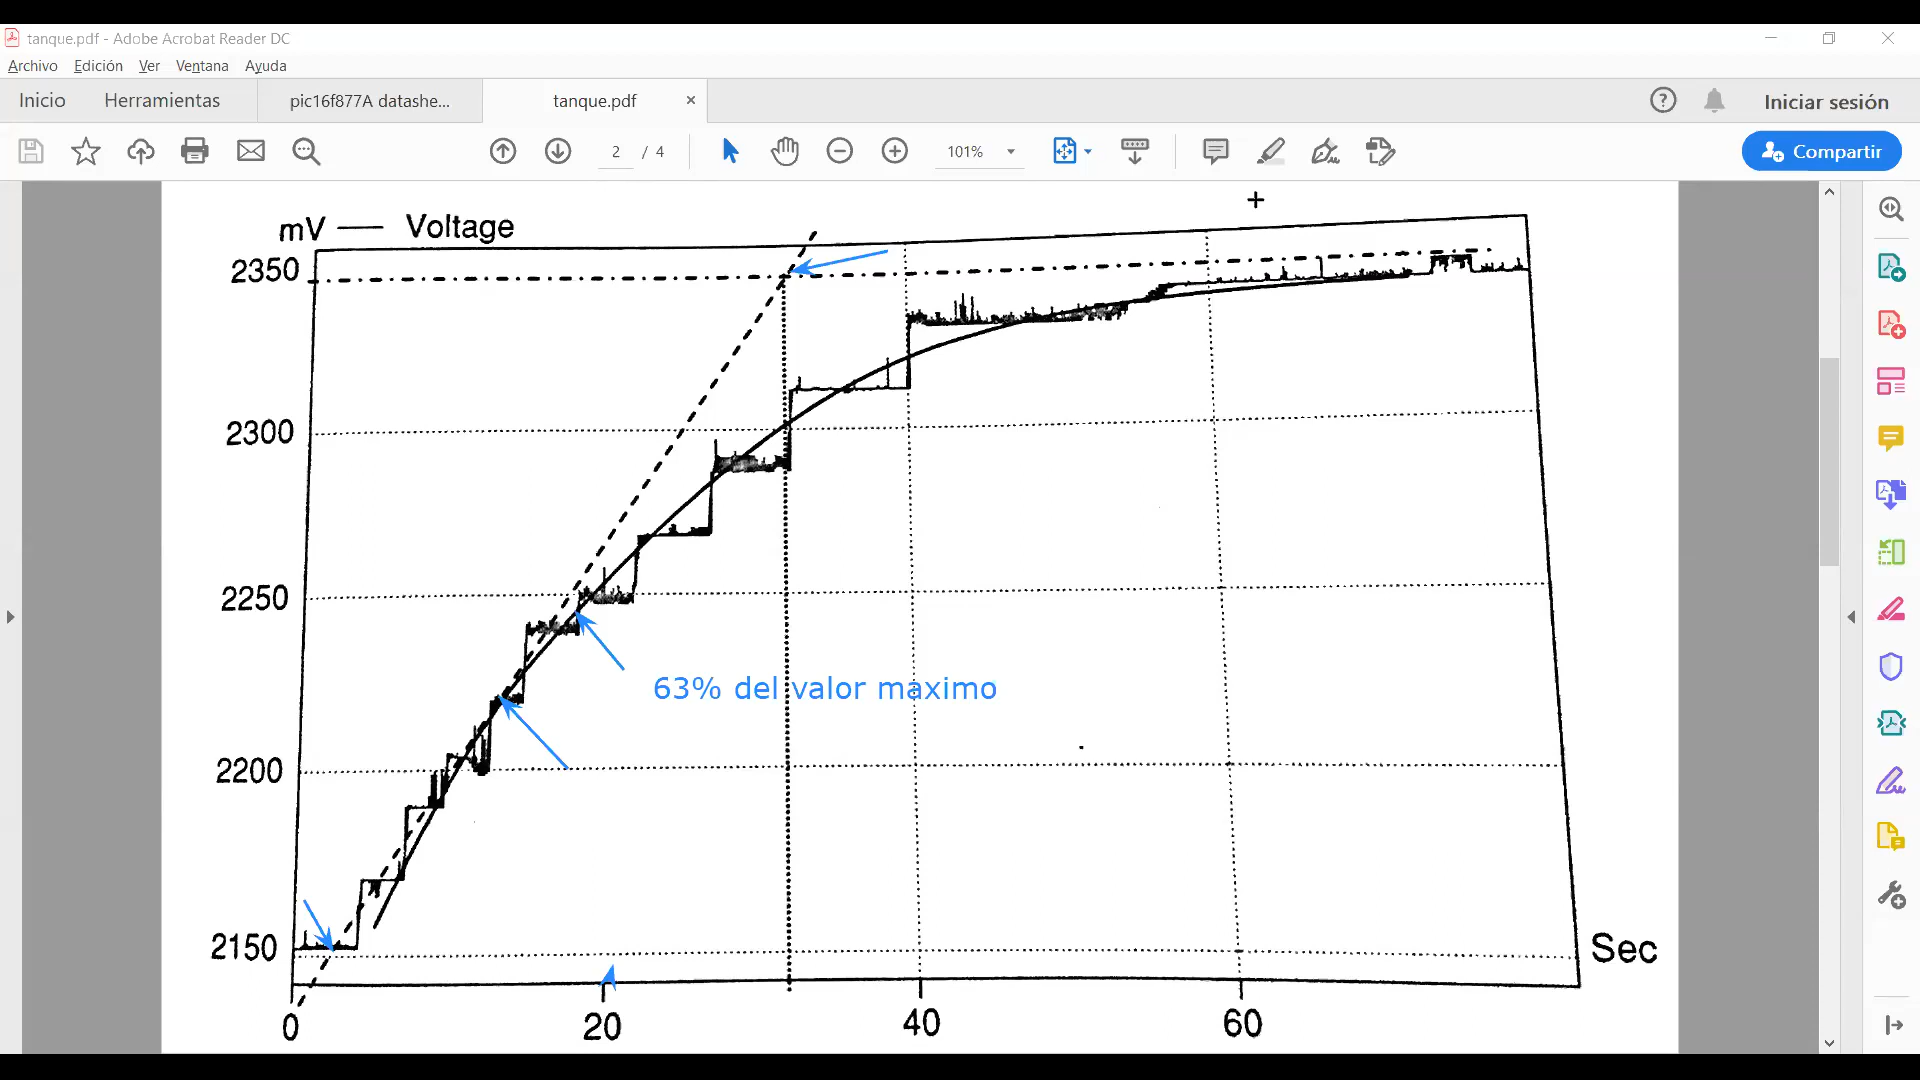 tanque.pdf - Adobe Acrobat Reader DC
Archivo Edición Ver Ventana Ayuda
Inicio Herramientas pic16f877A datashe... tanque.pdf × ? Iniciar sesión
2 / 4 101% Compartir
mV — Voltage
2350
2300
2250
63% del valor maximo
2200
2150
Sec
0 20 40 60